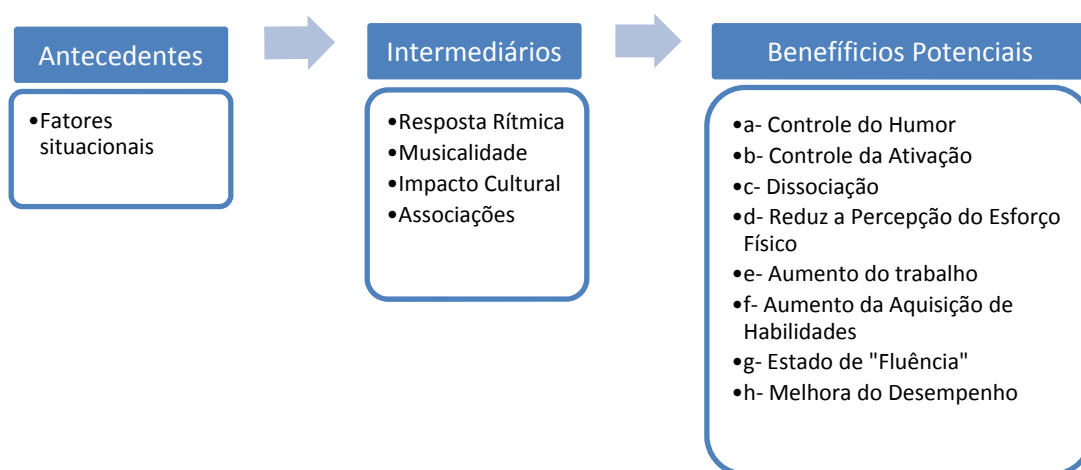 Antecedentes
•Fatores
situacionais
Intermediários
•Resposta Rítmica
•Musicalidade
•Impacto Cultural
•Associações
Benefíficios Potenciais
•a- Controle do Humor
•b- Controle da Ativação
•c- Dissociação
•d- Reduz a Percepção do Esforço
Físico
•e- Aumento do trabalho
•f- Aumento da Aquisição de
Habilidades
•g- Estado de "Fluência"
•h- Melhora do Desempenho